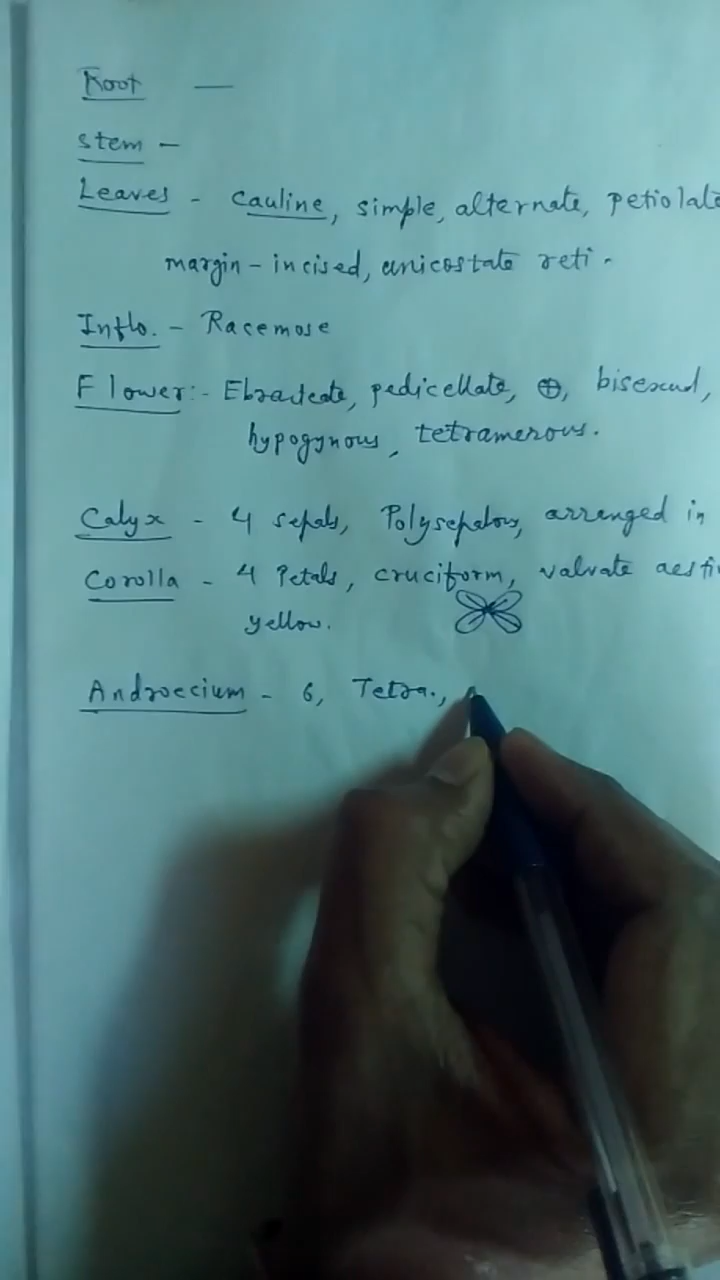 Root —
Stem -
Leaves - Cauline, simple, alternate, petiolate
margin - incised, unicostate reti.
Inflo. - Racemose
Flower:- Ebracteate, pedicellate, ⊕, bisexual,
hypogynous, tetramerous.
Calyx - 4 sepals, Polysepalous, arranged in
Corolla - 4 Petals, cruciform, valvate aesti
yellow.
Androecium - 6, Tetra.,